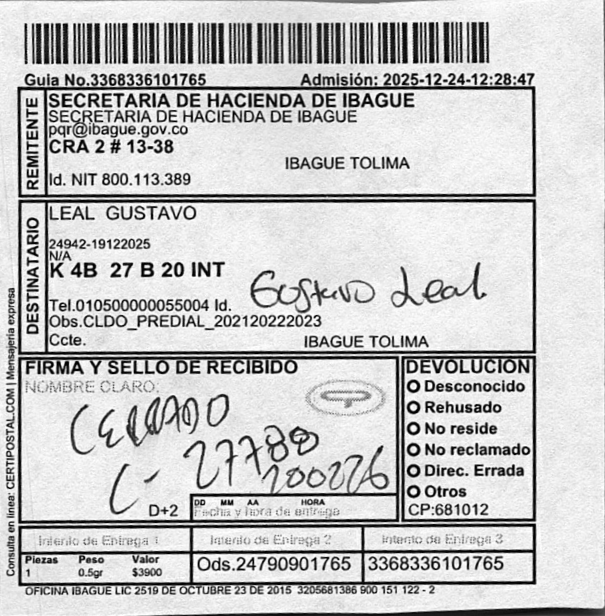 Guia No.3368336101765 Admisión: 2025-12-24-12:28:47
REMITENTE
SECRETARIA DE HACIENDA DE IBAGUE
SECRETARIA DE HACIENDA DE IBAGUE
pqr@ibague.gov.co
CRA 2 # 13-38
IBAGUE TOLIMA
Id. NIT 800.113.389
DESTINATARIO
LEAL GUSTAVO
24942-19122025
N/A
K 4B 27 B 20 INT
Gustavo Leal
Tel.010500000055004 Id.
Obs.CLDO_PREDIAL_202120222023
Ccte. IBAGUE TOLIMA
Consulta en linea: CERTIPOSTAL.COM | Mensajeria expresa
FIRMA Y SELLO DE RECIBIDO
NOMBRE CLARO:
CERRADO
C- 27788
200226
D+2
DD MM AA HORA
Fecha y hora de entrega
DEVOLUCIÓN
Desconocido
Rehusado
No reside
No reclamado
Direc. Errada
Otros
CP:681012
Intento de Entrega 1 Intento de Entrega 2 Intento de Entrega 3
Piezas Peso Valor
1 0.5gr $3900
Ods.24790901765 3368336101765
OFICINA IBAGUE LIC 2519 DE OCTUBRE 23 DE 2015 3205681386 900 151 122 - 2